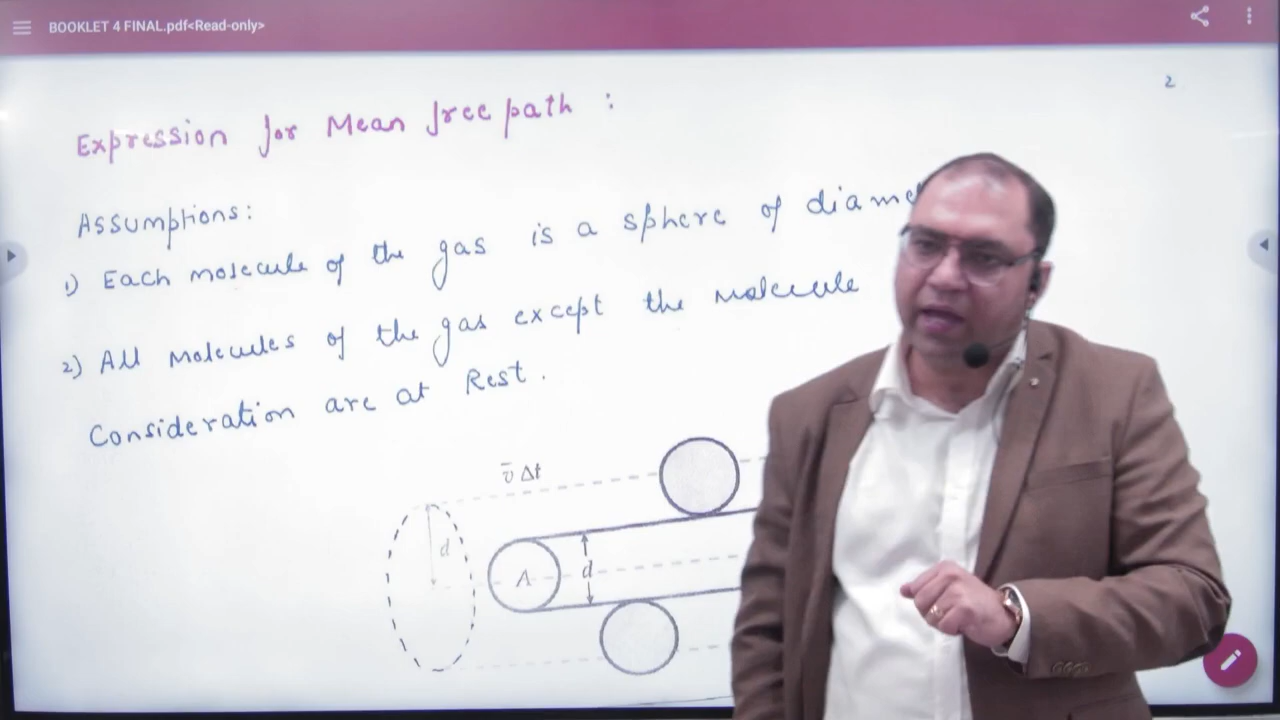 BOOKLET 4 FINAL.pdf<Read-only>
2
Expression for Mean free path :
Assumptions:
1) Each molecule of the gas is a sphere of
2) All Molecules of the gas except the Molecule
Consideration are at Rest.
v̄ Δt
d
A
d